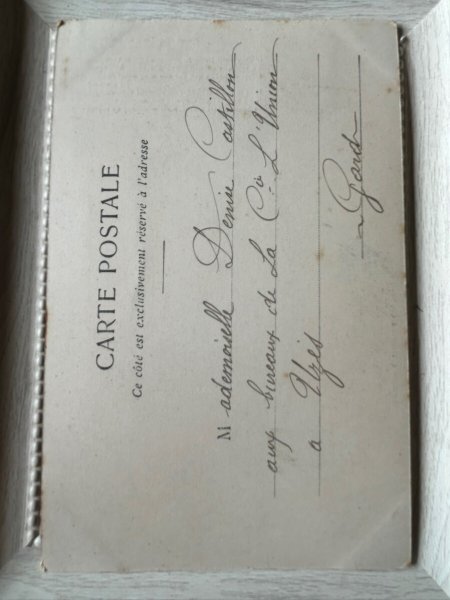 CARTE POSTALE
Ce côté est exclusivement réservé à l'adresse
Mademoiselle Denise Castillon
aux bureaux de La Cie L'Union
a Uzès
Gard